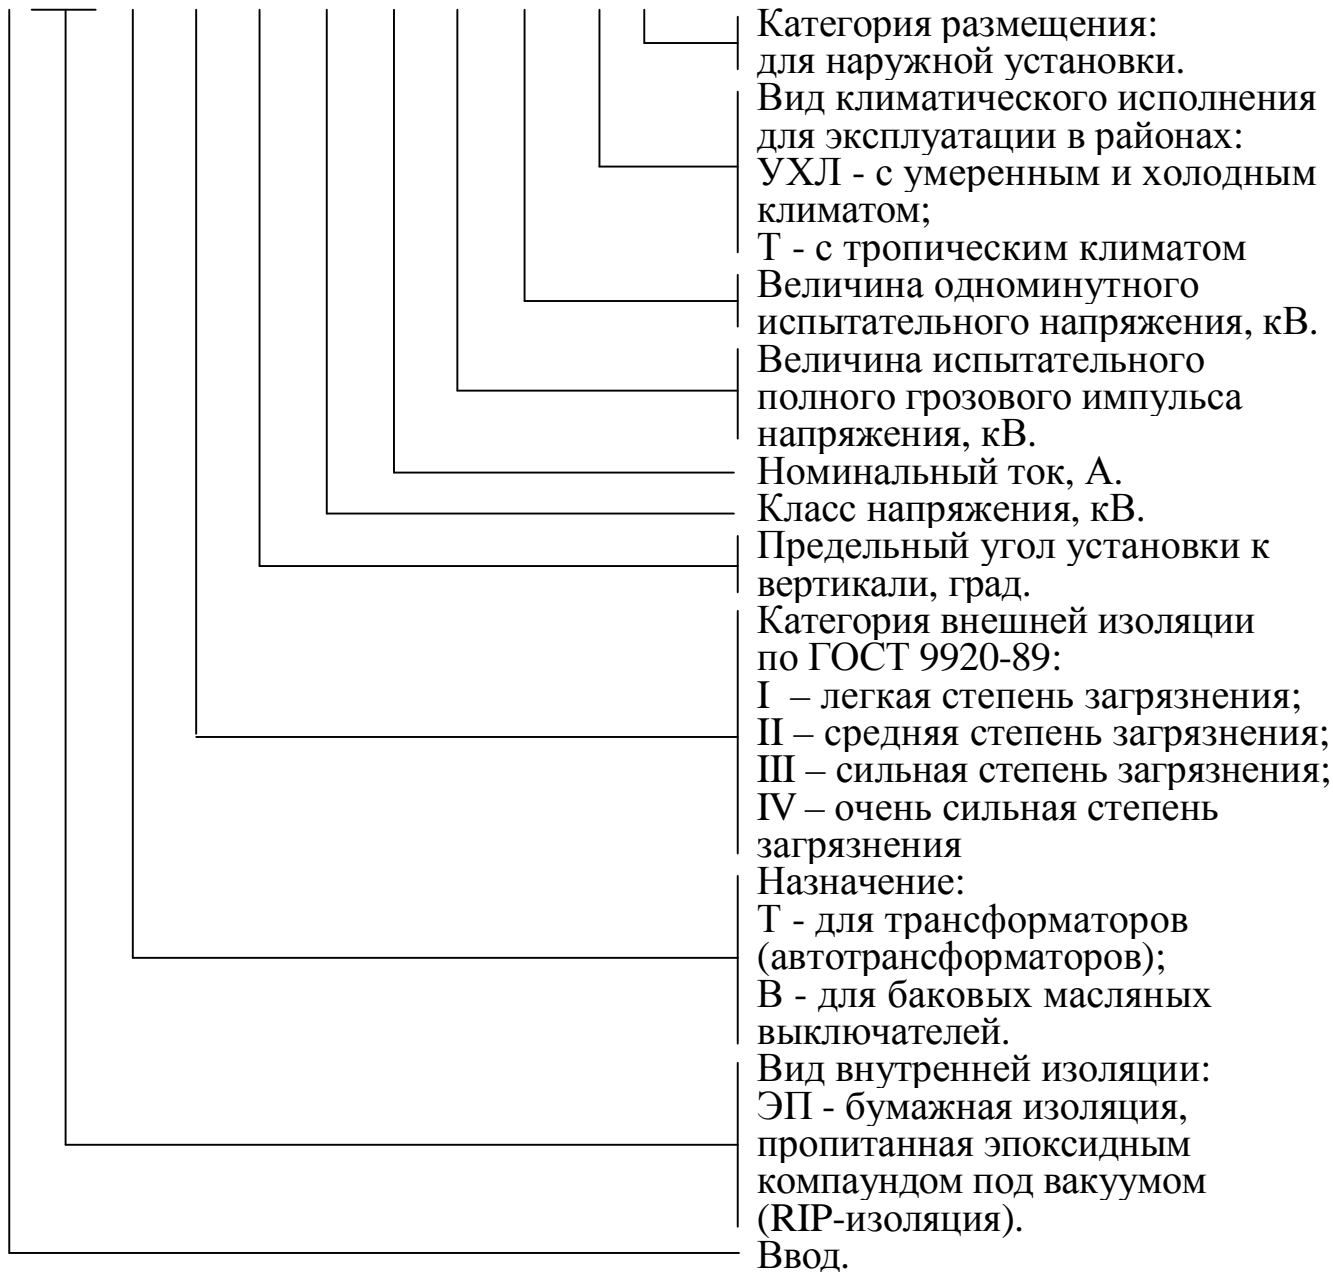 Категория размещения:
для наружной установки.
Вид климатического исполнения
для эксплуатации в районах:
УХЛ - с умеренным и холодным
климатом;
Т - с тропическим климатом
Величина одноминутного
испытательного напряжения, кВ.
Величина испытательного
полного грозового импульса
напряжения, кВ.
Номинальный ток, А.
Класс напряжения, кВ.
Предельный угол установки к
вертикали, град.
Категория внешней изоляции
по ГОСТ 9920-89:
I – легкая степень загрязнения;
II – средняя степень загрязнения;
III – сильная степень загрязнения;
IV – очень сильная степень
загрязнения
Назначение:
Т - для трансформаторов
(автотрансформаторов);
В - для баковых масляных
выключателей.
Вид внутренней изоляции:
ЭП - бумажная изоляция,
пропитанная эпоксидным
компаундом под вакуумом
(RIP-изоляция).
Ввод.